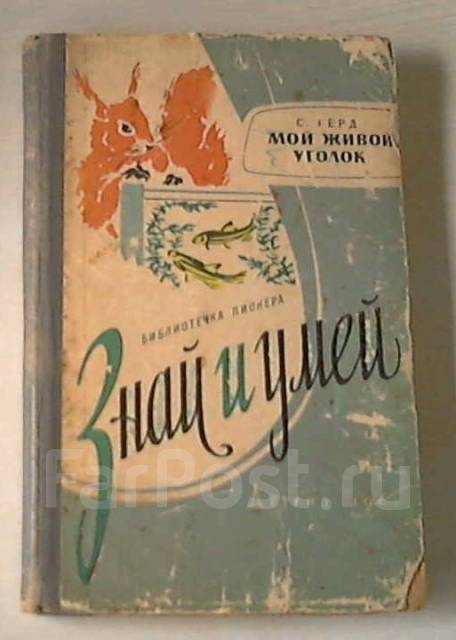 С. ГЕРД
МОЙ ЖИВОЙ
УГОЛОК
БИБЛИОТЕЧКА ПИОНЕРА
Знай и умей
FarPost.ru